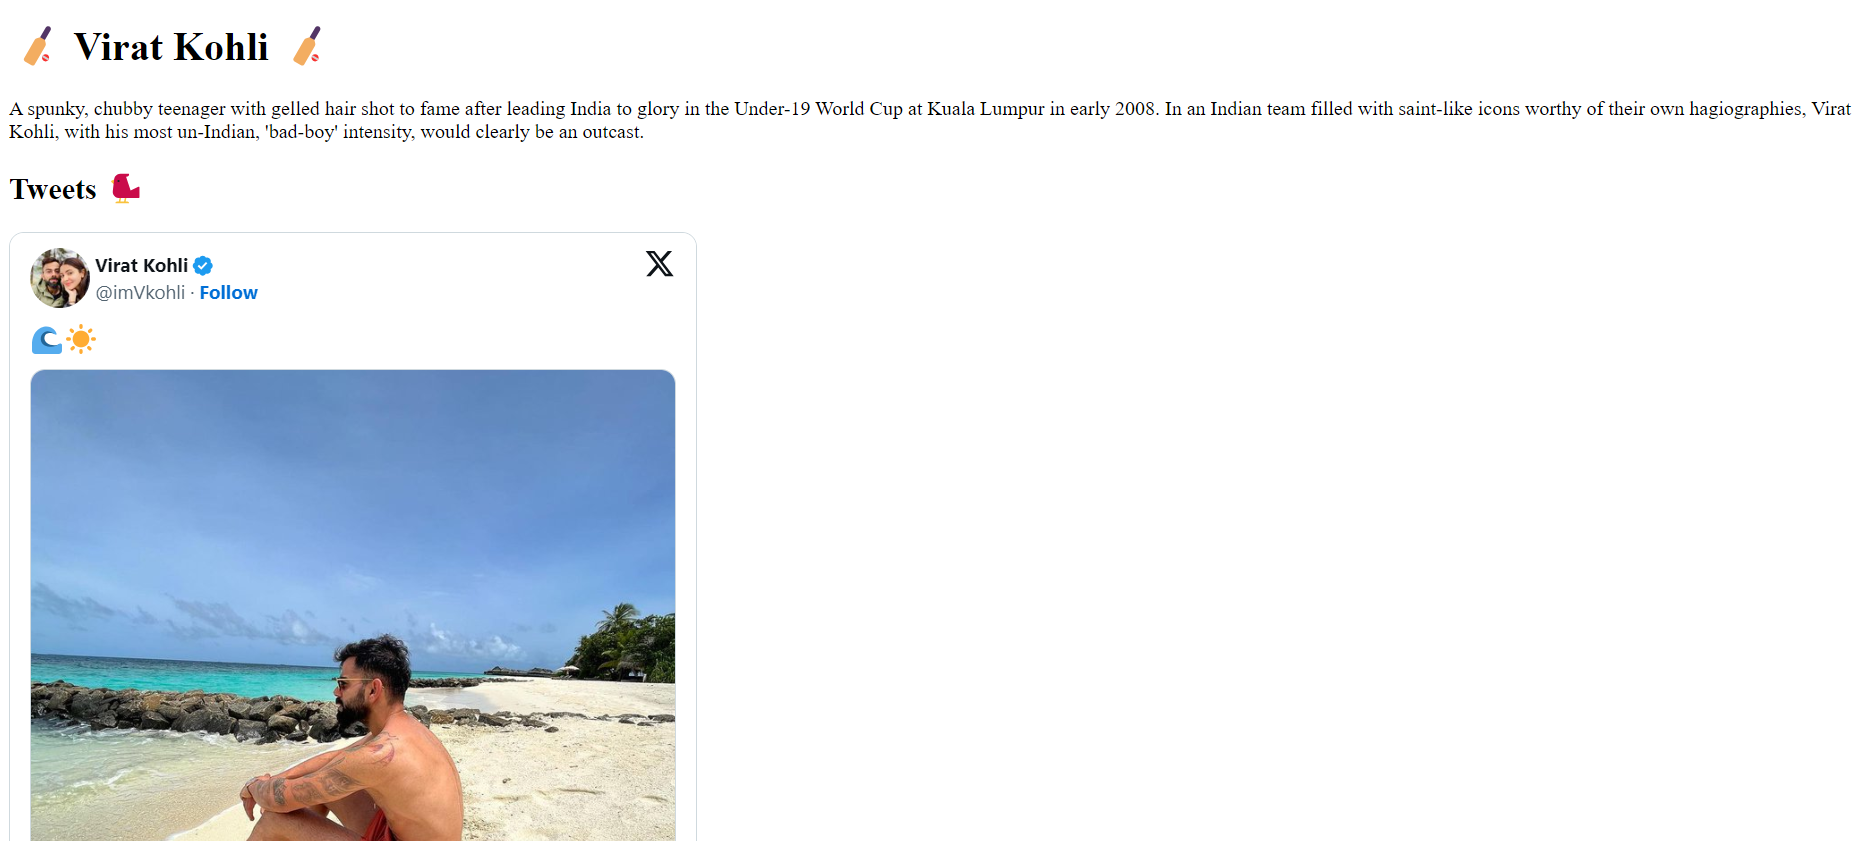 Virat Kohli
A spunky, chubby teenager with gelled hair shot to fame after leading India to glory in the Under-19 World Cup at Kuala Lumpur in early 2008. In an Indian team filled with saint-like icons worthy of their own hagiographies, Virat
Kohli, with his most un-Indian, 'bad-boy' intensity, would clearly be an outcast.
Tweets
Virat Kohli
@imVkohli · Follow